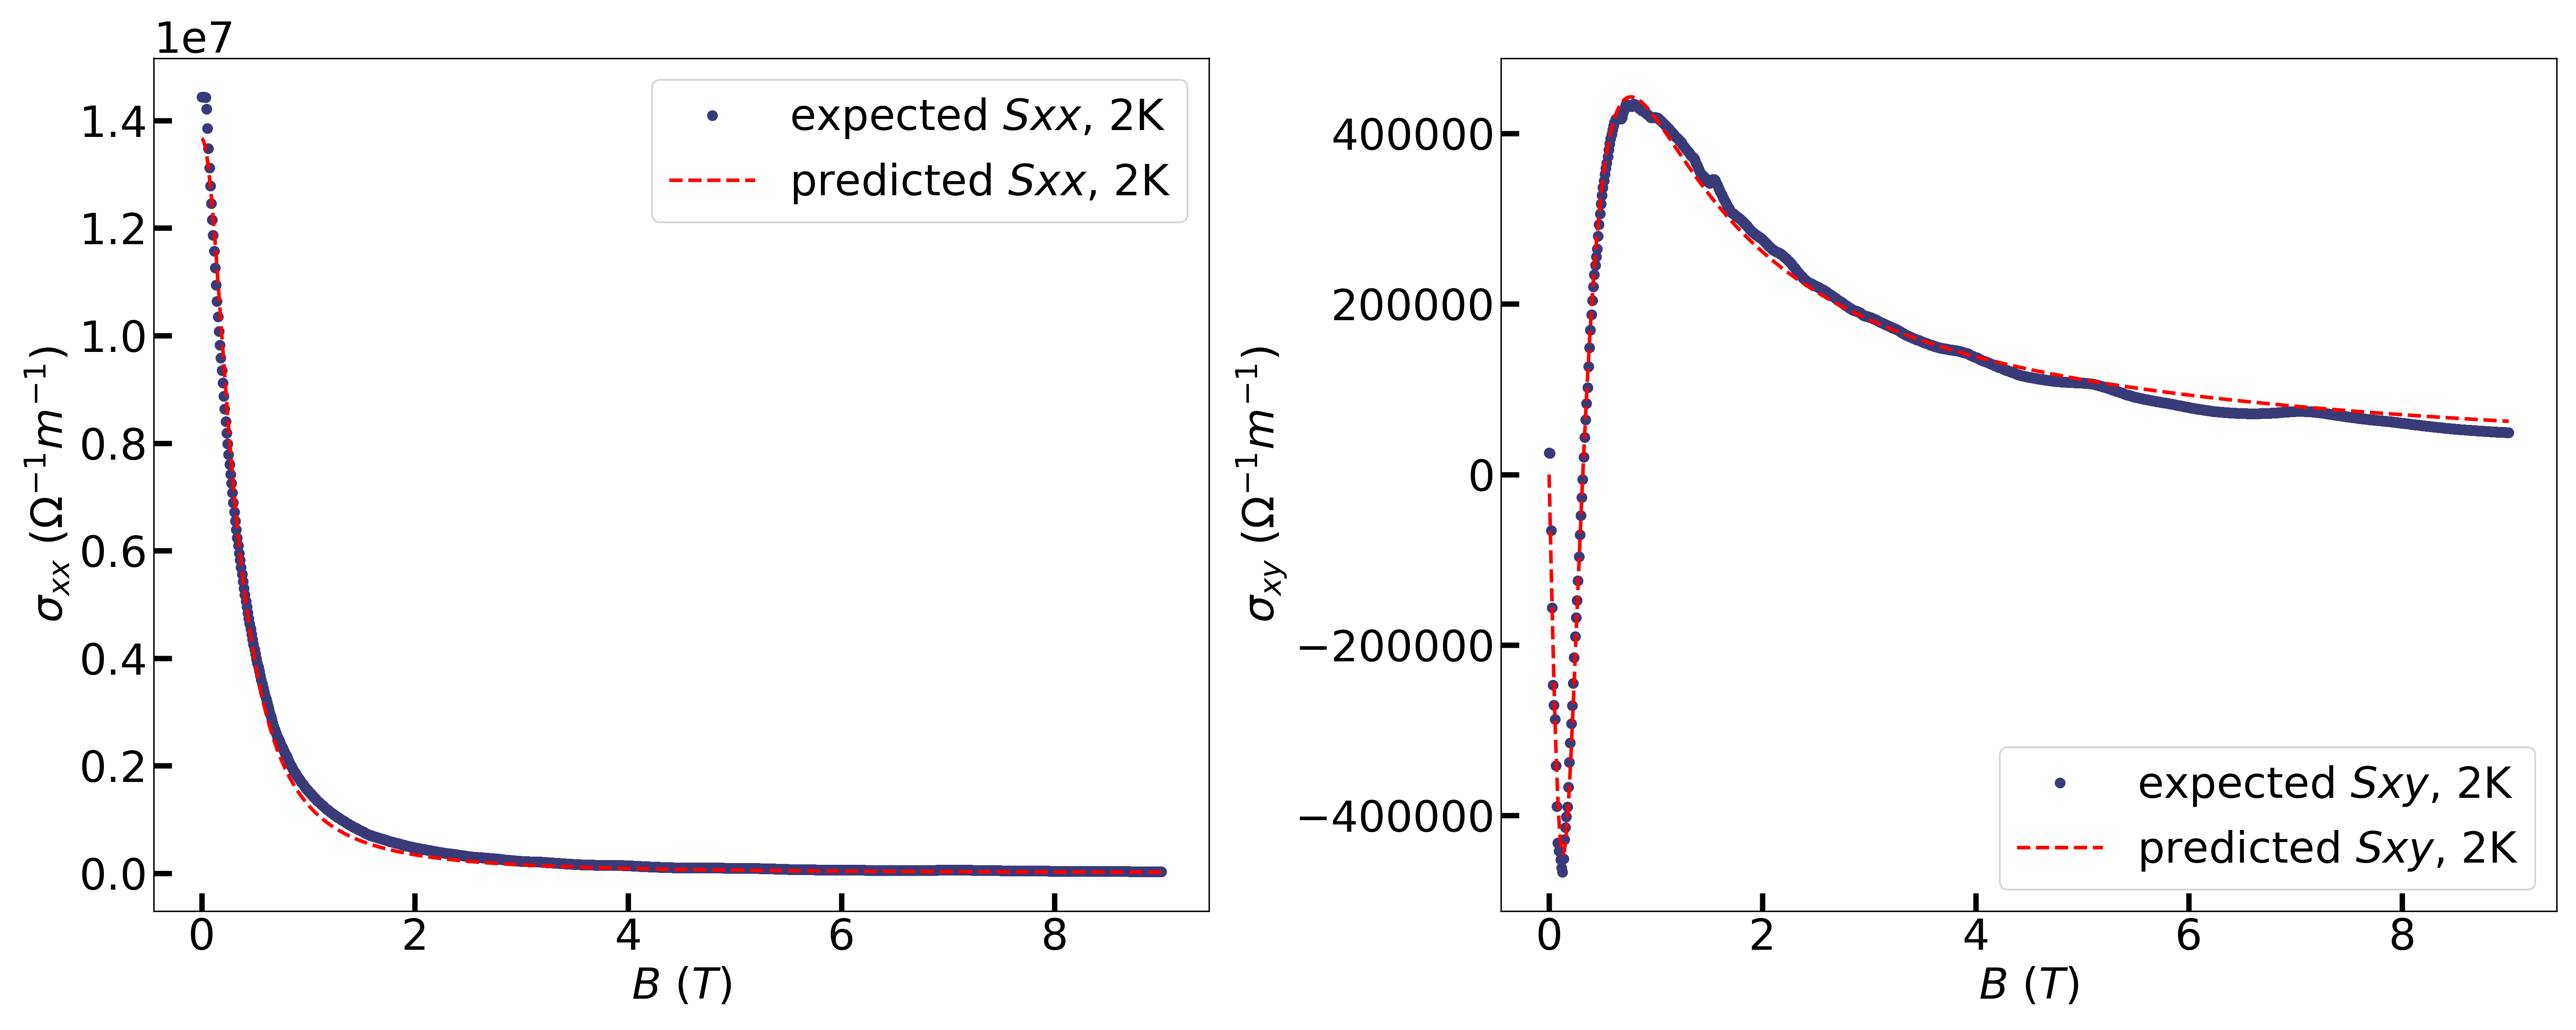 1e7
1.4
1.2
1.0
0.8
0.6
0.4
0.2
0.0
0 2 4 6 8
σxx (Ω⁻¹m⁻¹)
B (T)
expected Sxx, 2K
predicted Sxx, 2K
400000
200000
0
−200000
−400000
0 2 4 6 8
σxy (Ω⁻¹m⁻¹)
B (T)
expected Sxy, 2K
predicted Sxy, 2K